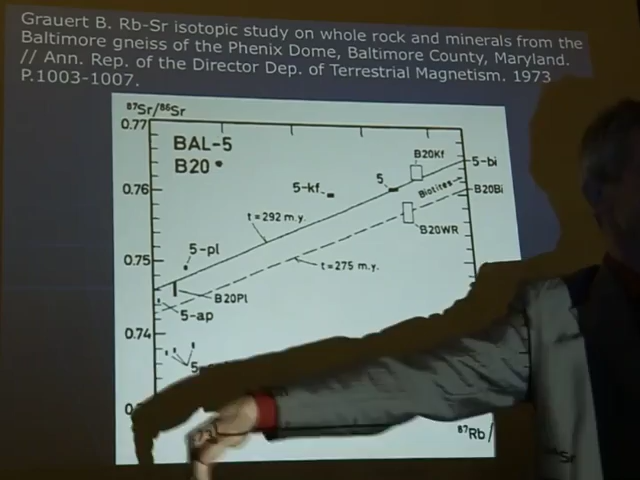 Grauert B. Rb-Sr isotopic study on whole rock and minerals from the
Baltimore gneiss of the Phenix Dome, Baltimore County, Maryland.
// Ann. Rep. of the Director Dep. of Terrestrial Magnetism. 1973
P.1003-1007.
⁸⁷Sr/⁸⁶Sr
0.77
BAL-5
B20
B20Kf
5-bi
5
5-kf
0.76
Biotites
B20Bi
t=292 m.y.
B20WR
5-pl
0.75
t=275 m.y.
B20Pl
5-ap
0.74
5
0
⁸⁷Rb/
Sr